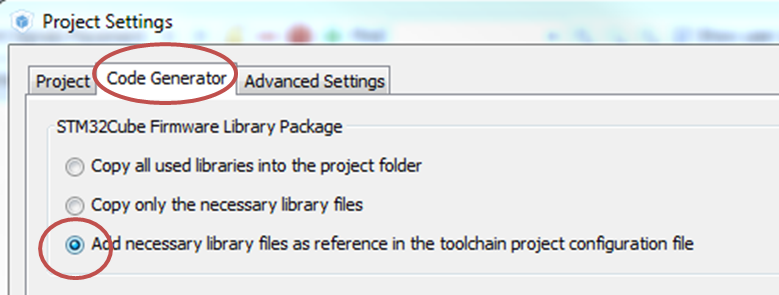 Project Settings
Project Code Generator Advanced Settings
STM32Cube Firmware Library Package
Copy all used libraries into the project folder
Copy only the necessary library files
Add necessary library files as reference in the toolchain project configuration file